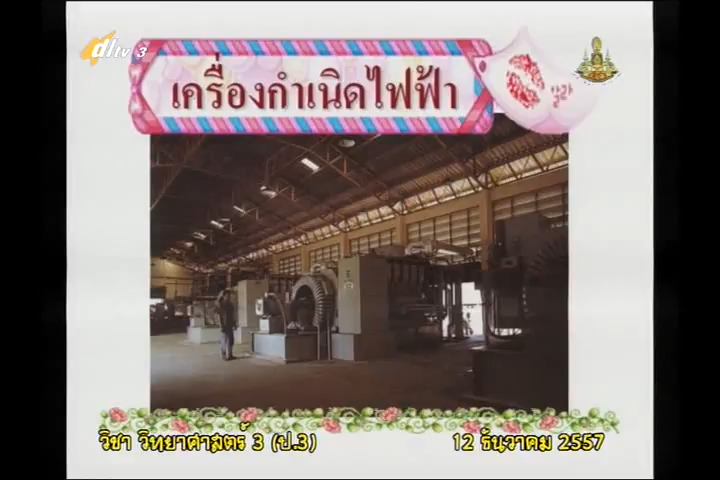 dltv 3
เครื่องกำเนิดไฟฟ้า
วิชา วิทยาศาสตร์ 3 (ป.3)
12 ธันวาคม 2557